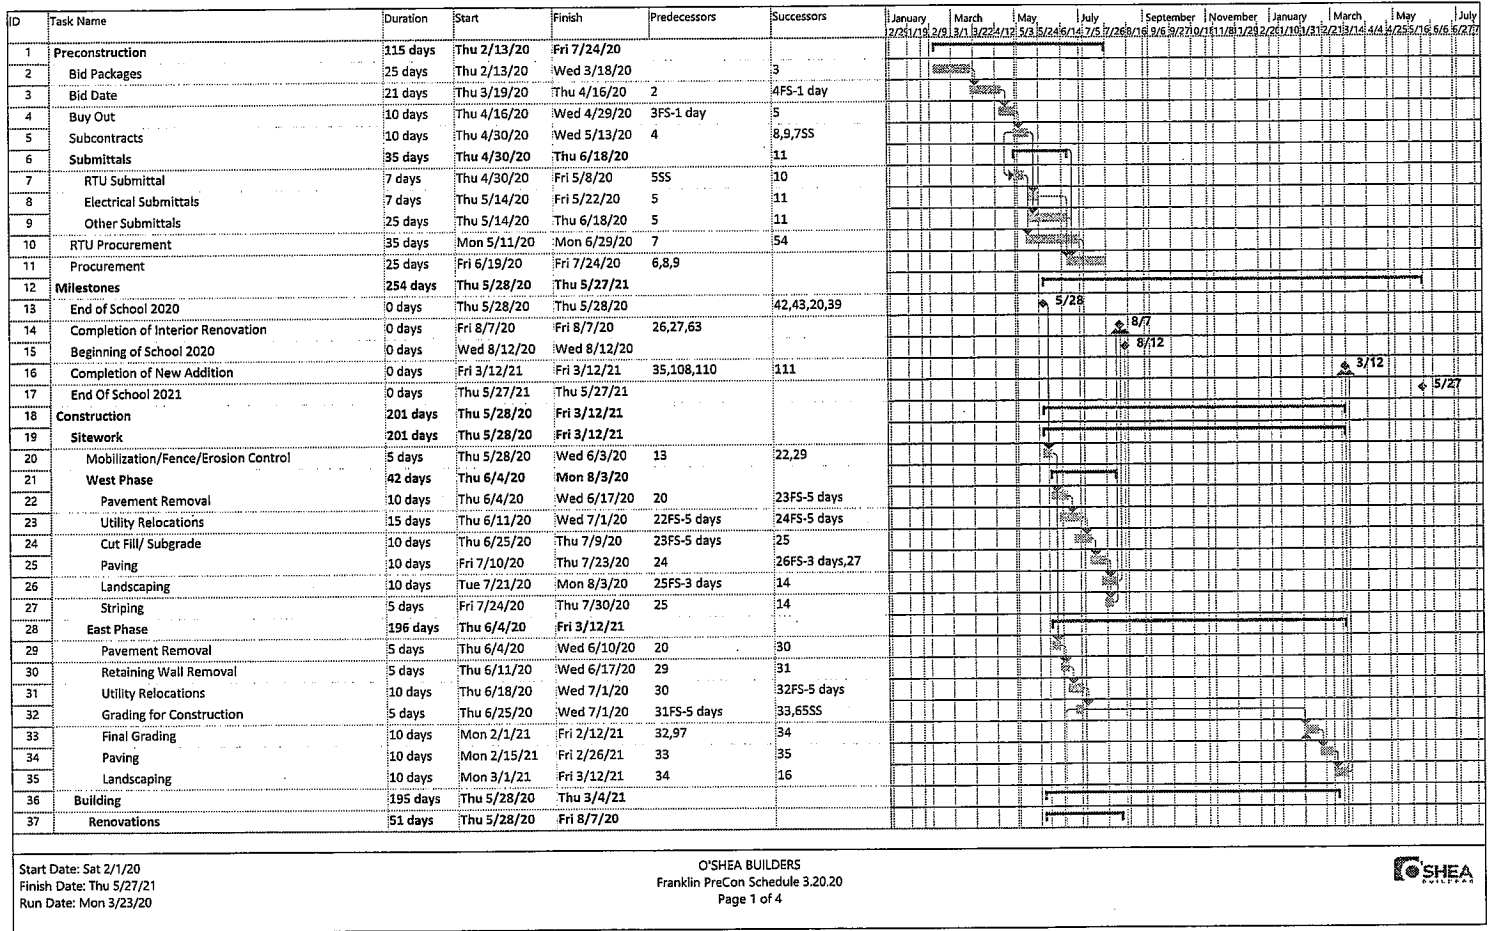 ID Task Name Duration Start Finish Predecessors Successors January March May July September November January March May July
1 Preconstruction 115 days Thu 2/13/20 Fri 7/24/20
2 Bid Packages 25 days Thu 2/13/20 Wed 3/18/20 3
3 Bid Date 21 days Thu 3/19/20 Thu 4/16/20 2 4FS-1 day
4 Buy Out 10 days Thu 4/16/20 Wed 4/29/20 3FS-1 day 5
5 Subcontracts 10 days Thu 4/30/20 Wed 5/13/20 4 8,9,7SS
6 Submittals 35 days Thu 4/30/20 Thu 6/18/20 11
7 RTU Submittal 7 days Thu 4/30/20 Fri 5/8/20 5SS 10
8 Electrical Submittals 7 days Thu 5/14/20 Fri 5/22/20 5 11
9 Other Submittals 25 days Thu 5/14/20 Thu 6/18/20 5 11
10 RTU Procurement 35 days Mon 5/11/20 Mon 6/29/20 7 54
11 Procurement 25 days Fri 6/19/20 Fri 7/24/20 6,8,9
12 Milestones 254 days Thu 5/28/20 Thu 5/27/21
13 End of School 2020 0 days Thu 5/28/20 Thu 5/28/20 42,43,20,39 5/28
14 Completion of Interior Renovation 0 days Fri 8/7/20 Fri 8/7/20 26,27,63 8/7
15 Beginning of School 2020 0 days Wed 8/12/20 Wed 8/12/20 8/12
16 Completion of New Addition 0 days Fri 3/12/21 Fri 3/12/21 35,108,110 111 3/12
17 End Of School 2021 0 days Thu 5/27/21 Thu 5/27/21 5/27
18 Construction 201 days Thu 5/28/20 Fri 3/12/21
19 Sitework 201 days Thu 5/28/20 Fri 3/12/21
20 Mobilization/Fence/Erosion Control 5 days Thu 5/28/20 Wed 6/3/20 13 22,29
21 West Phase 42 days Thu 6/4/20 Mon 8/3/20
22 Pavement Removal 10 days Thu 6/4/20 Wed 6/17/20 20 23FS-5 days
23 Utility Relocations 15 days Thu 6/11/20 Wed 7/1/20 22FS-5 days 24FS-5 days
24 Cut Fill/ Subgrade 10 days Thu 6/25/20 Thu 7/9/20 23FS-5 days 25
25 Paving 10 days Fri 7/10/20 Thu 7/23/20 24 26FS-3 days,27
26 Landscaping 10 days Tue 7/21/20 Mon 8/3/20 25FS-3 days 14
27 Striping 5 days Fri 7/24/20 Thu 7/30/20 25 14
28 East Phase 196 days Thu 6/4/20 Fri 3/12/21
29 Pavement Removal 5 days Thu 6/4/20 Wed 6/10/20 20 30
30 Retaining Wall Removal 5 days Thu 6/11/20 Wed 6/17/20 29 31
31 Utility Relocations 10 days Thu 6/18/20 Wed 7/1/20 30 32FS-5 days
32 Grading for Construction 5 days Thu 6/25/20 Wed 7/1/20 31FS-5 days 33,65SS
33 Final Grading 10 days Mon 2/1/21 Fri 2/12/21 32,97 34
34 Paving 10 days Mon 2/15/21 Fri 2/26/21 33 35
35 Landscaping 10 days Mon 3/1/21 Fri 3/12/21 34 16
36 Building 195 days Thu 5/28/20 Thu 3/4/21
37 Renovations 51 days Thu 5/28/20 Fri 8/7/20
Start Date: Sat 2/1/20
Finish Date: Thu 5/27/21
Run Date: Mon 3/23/20
O'SHEA BUILDERS
Franklin PreCon Schedule 3.20.20
Page 1 of 4
O'SHEA
BUILDERS